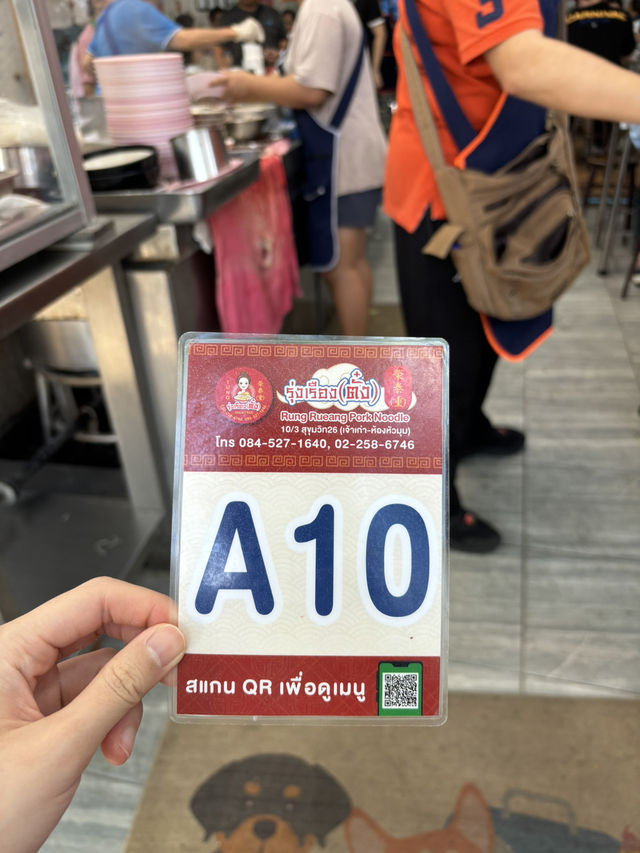 รุ่งเรือง(ตั๋ง)
Rung Rueang Pork Noodle
10/3 สุขุมวิท26 (เจ้าเก่า-ห้องหัวมุม)
โทร 084-527-1640, 02-258-6746
A10
สแกน QR เพื่อดูเมนู